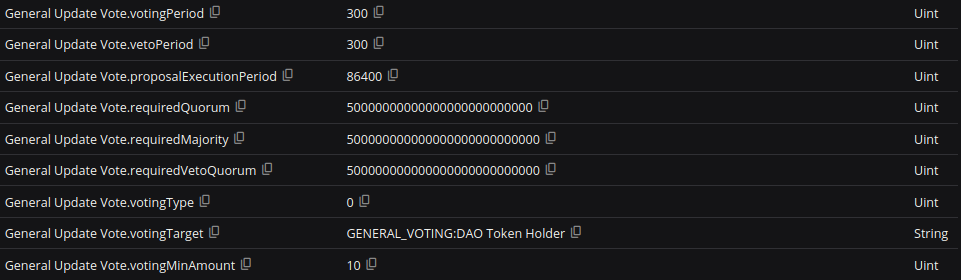 General Update Vote.votingPeriod 300 Uint
General Update Vote.vetoPeriod 300 Uint
General Update Vote.proposalExecutionPeriod 86400 Uint
General Update Vote.requiredQuorum 50000000000000000000000000 Uint
General Update Vote.requiredMajority 500000000000000000000000000 Uint
General Update Vote.requiredVetoQuorum 500000000000000000000000000 Uint
General Update Vote.votingType 0 Uint
General Update Vote.votingTarget GENERAL_VOTING:DAO Token Holder String
General Update Vote.votingMinAmount 10 Uint